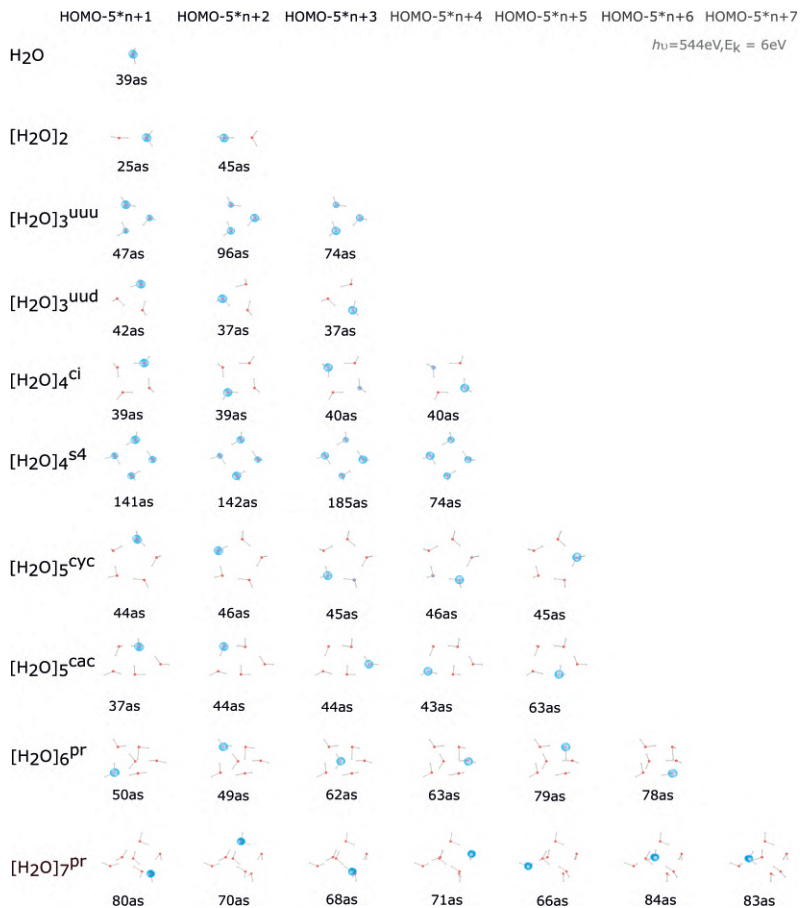 HOMO-5*n+1 HOMO-5*n+2 HOMO-5*n+3 HOMO-5*n+4 HOMO-5*n+5 HOMO-5*n+6 HOMO-5*n+7
hυ=544eV,Ek = 6eV
H2O
39as
[H2O]2
25as 45as
[H2O]3uuu
47as 96as 74as
[H2O]3uud
42as 37as 37as
[H2O]4ci
39as 39as 40as 40as
[H2O]4s4
141as 142as 185as 74as
[H2O]5cyc
44as 46as 45as 46as 45as
[H2O]5cac
37as 44as 44as 43as 63as
[H2O]6pr
50as 49as 62as 63as 79as 78as
[H2O]7pr
80as 70as 68as 71as 66as 84as 83as